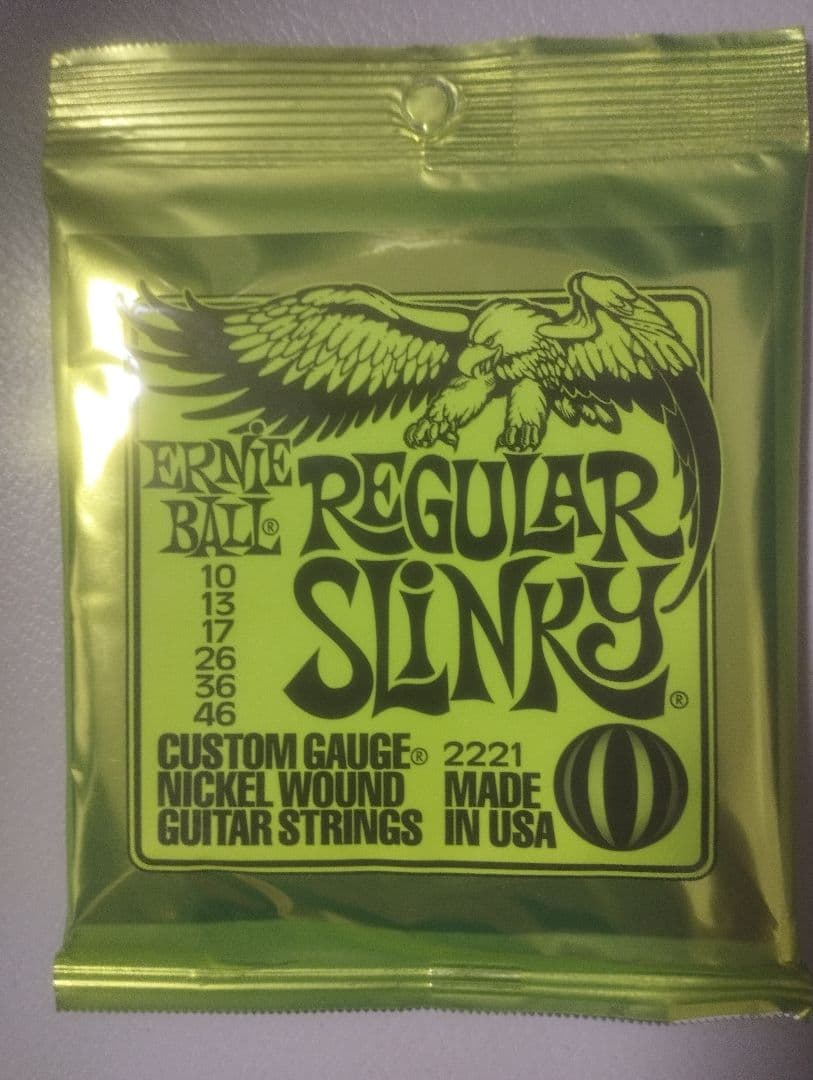 ERNiE
BALL®
REGULAR
SLiNKY®
10
13
17
26
36
46
CUSTOM GAUGE®
NICKEL WOUND
GUITAR STRINGS
2221
MADE
IN USA